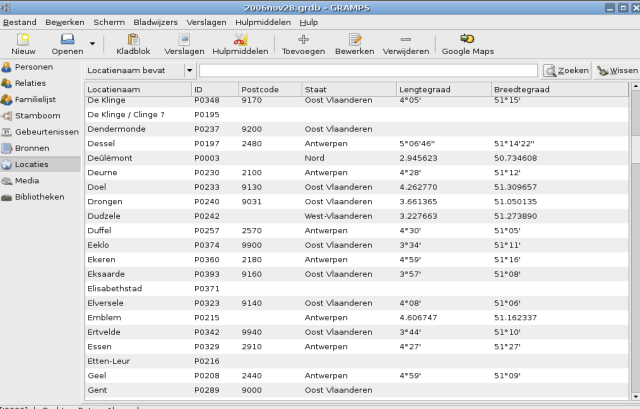 2006nov28.grdb - GRAMPS
Bestand Bewerken Scherm Bladwijzers Verslagen Hulpmiddelen Hulp
Nieuw Openen Kladblok Verslagen Hulpmiddelen Toevoegen Bewerken Verwijderen Google Maps
Personen
Relaties
Familielijst
Stamboom
Gebeurtenissen
Bronnen
Locaties
Media
Bibliotheken
Locatienaam bevat Zoeken Wissen
Locatienaam ID Postcode Staat Lengtegraad Breedtegraad
De Klinge P0348 9170 Oost Vlaanderen 4°05' 51°15'
De Klinge / Clinge ? P0195
Dendermonde P0237 9200 Oost Vlaanderen
Dessel P0197 2480 Antwerpen 5°06'46" 51°14'22"
Deûlémont P0003 Nord 2.945623 50.734608
Deurne P0230 2100 Antwerpen 4°28' 51°12'
Doel P0233 9130 Oost Vlaanderen 4.262770 51.309657
Drongen P0240 9031 Oost Vlaanderen 3.661365 51.050135
Dudzele P0242 West-Vlaanderen 3.227663 51.273890
Duffel P0257 2570 Antwerpen 4°30' 51°05'
Eeklo P0374 9900 Oost Vlaanderen 3°34' 51°11'
Ekeren P0360 2180 Antwerpen 4°59' 51°16'
Eksaarde P0393 9160 Oost Vlaanderen 3°57' 51°08'
Elisabethstad P0371
Elversele P0323 9140 Oost Vlaanderen 4°08' 51°06'
Emblem P0215 Antwerpen 4.606747 51.162337
Ertvelde P0342 9940 Oost Vlaanderen 3°44' 51°10'
Essen P0329 2910 Antwerpen 4°27' 51°27'
Etten-Leur P0216
Geel P0208 2440 Antwerpen 4°59' 51°09'
Gent P0289 9000 Oost Vlaanderen